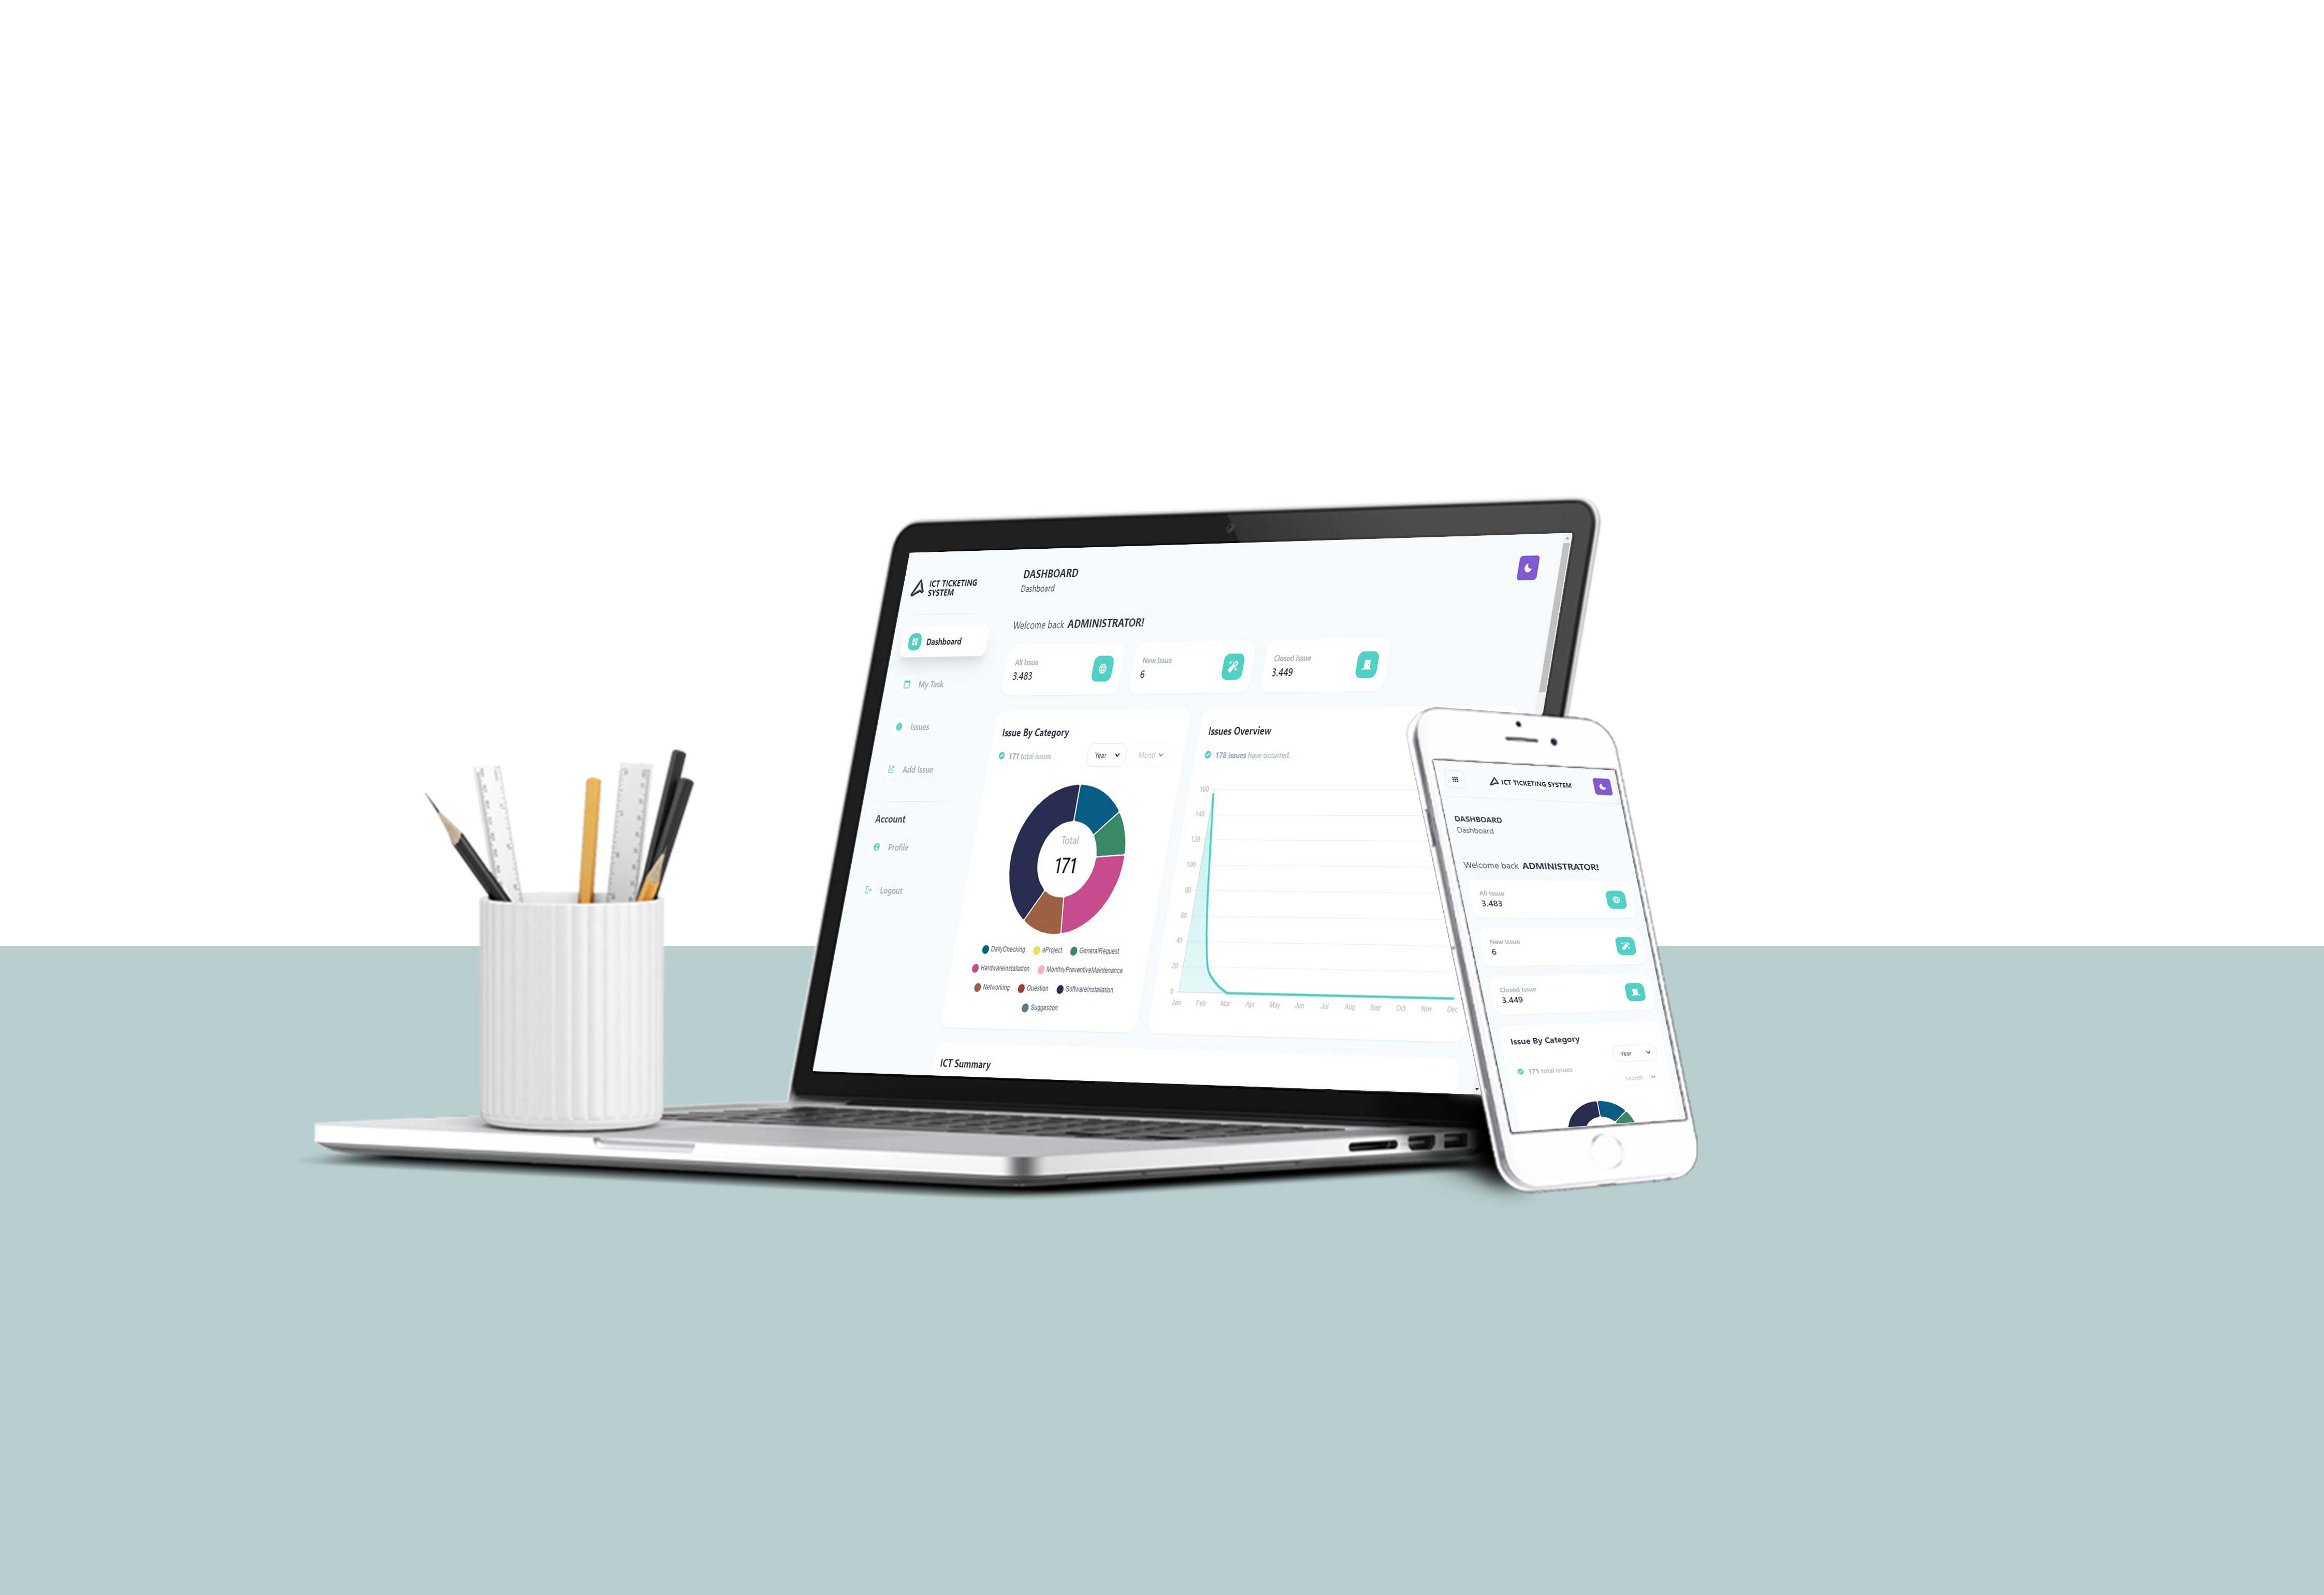 ICT TICKETING
SYSTEM
Dashboard
My Task
Issues
Add Issue
Account
Profile
Logout
DASHBOARD
Dashboard
Welcome back ADMINISTRATOR!
All Issue
3.483
New Issue
6
Closed Issue
3.449
Issue By Category
171 total issues
Year
Month
Total
171
DailyChecking eProject GeneralRequest
HardwareInstallation MonthlyPreventiveMaintenance
Networking Question SoftwareInstallation
Suggestion
Issues Overview
178 issues have occurred.
160
140
120
100
80
60
40
20
0
Jan Feb Mar Apr May Jun Jul Aug Sep Oct Nov Dec
ICT Summary
ICT TICKETING SYSTEM
DASHBOARD
Dashboard
Welcome back ADMINISTRATOR!
All Issue
3.483
New Issue
6
Closed Issue
3.449
Issue By Category
Year
171 total issues
Month